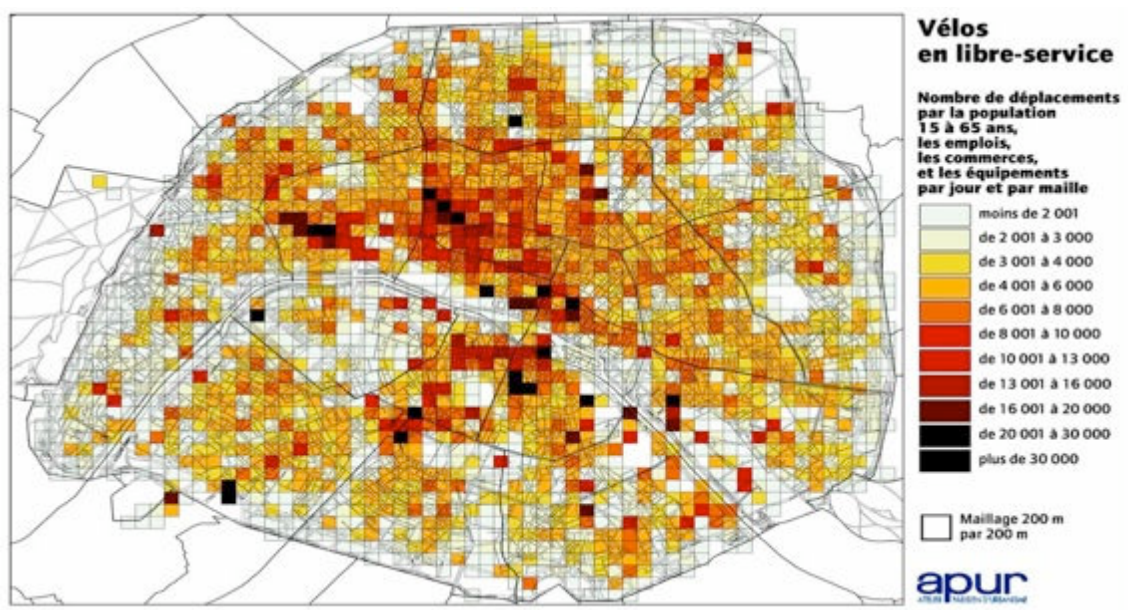 Vélos
en libre-service
Nombre de déplacements
par la population
15 à 65 ans,
les emplois,
les commerces,
et les équipements
par jour et par maille
moins de 2 001
de 2 001 à 3 000
de 3 001 à 4 000
de 4 001 à 6 000
de 6 001 à 8 000
de 8 001 à 10 000
de 10 001 à 13 000
de 13 001 à 16 000
de 16 001 à 20 000
de 20 001 à 30 000
plus de 30 000
Maillage 200 m
par 200 m
apur
ATELIER PARISIEN D'URBANISME